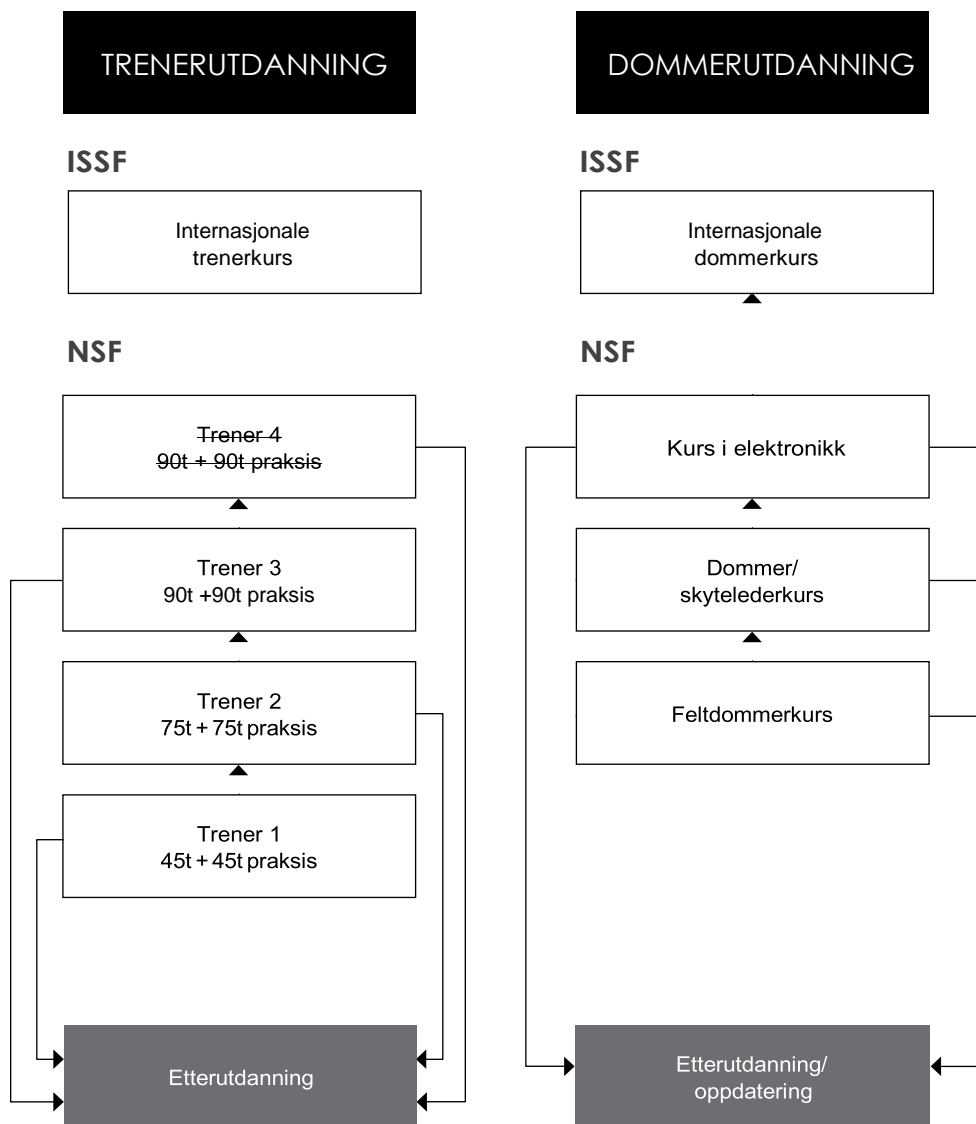 TRENERUTDANNING
ISSF
Internasjonale
trenerkurs
NSF
Trener 4
90t + 90t praksis
Trener 3
90t +90t praksis
Trener 2
75t + 75t praksis
Trener 1
45t + 45t praksis
Etterutdanning
DOMMERUTDANNING
ISSF
Internasjonale
dommerkurs
NSF
Kurs i elektronikk
Dommer/
skytelederkurs
Feltdommerkurs
Etterutdanning/
oppdatering